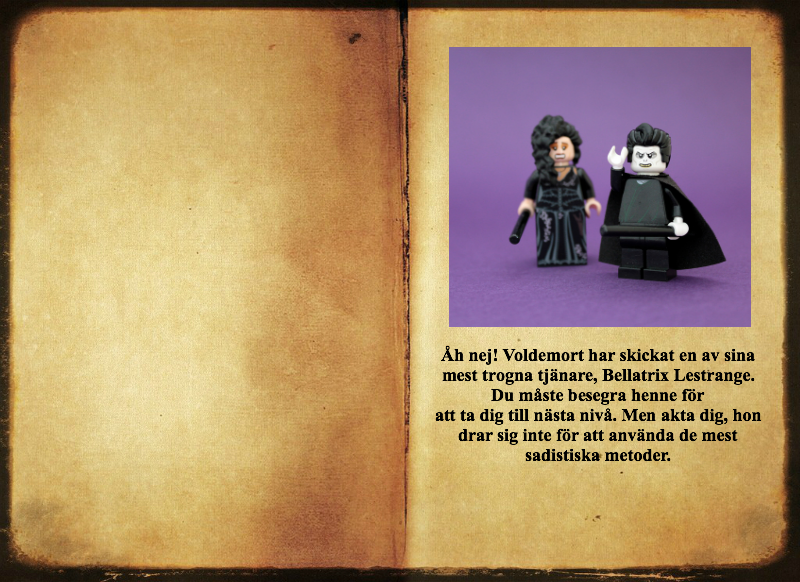 Åh nej! Voldemort har skickat en av sina
mest trogna tjänare, Bellatrix Lestrange.
Du måste besegra henne för
att ta dig till nästa nivå. Men akta dig, hon
drar sig inte för att använda de mest
sadistiska metoder.